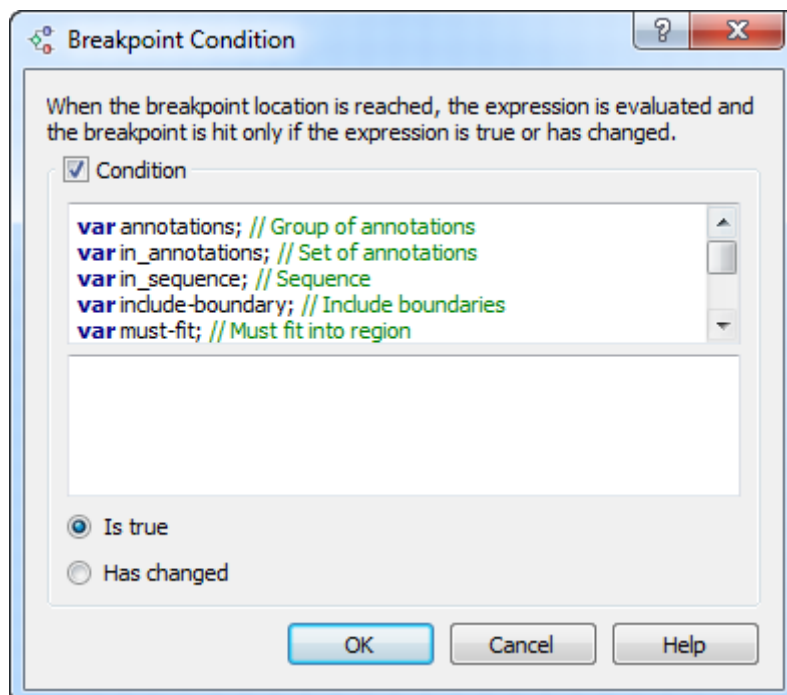 Breakpoint Condition
When the breakpoint location is reached, the expression is evaluated and
the breakpoint is hit only if the expression is true or has changed.
Condition
var annotations; // Group of annotations
var in_annotations; // Set of annotations
var in_sequence; // Sequence
var include-boundary; // Include boundaries
var must-fit; // Must fit into region
Is true
Has changed
OK Cancel Help